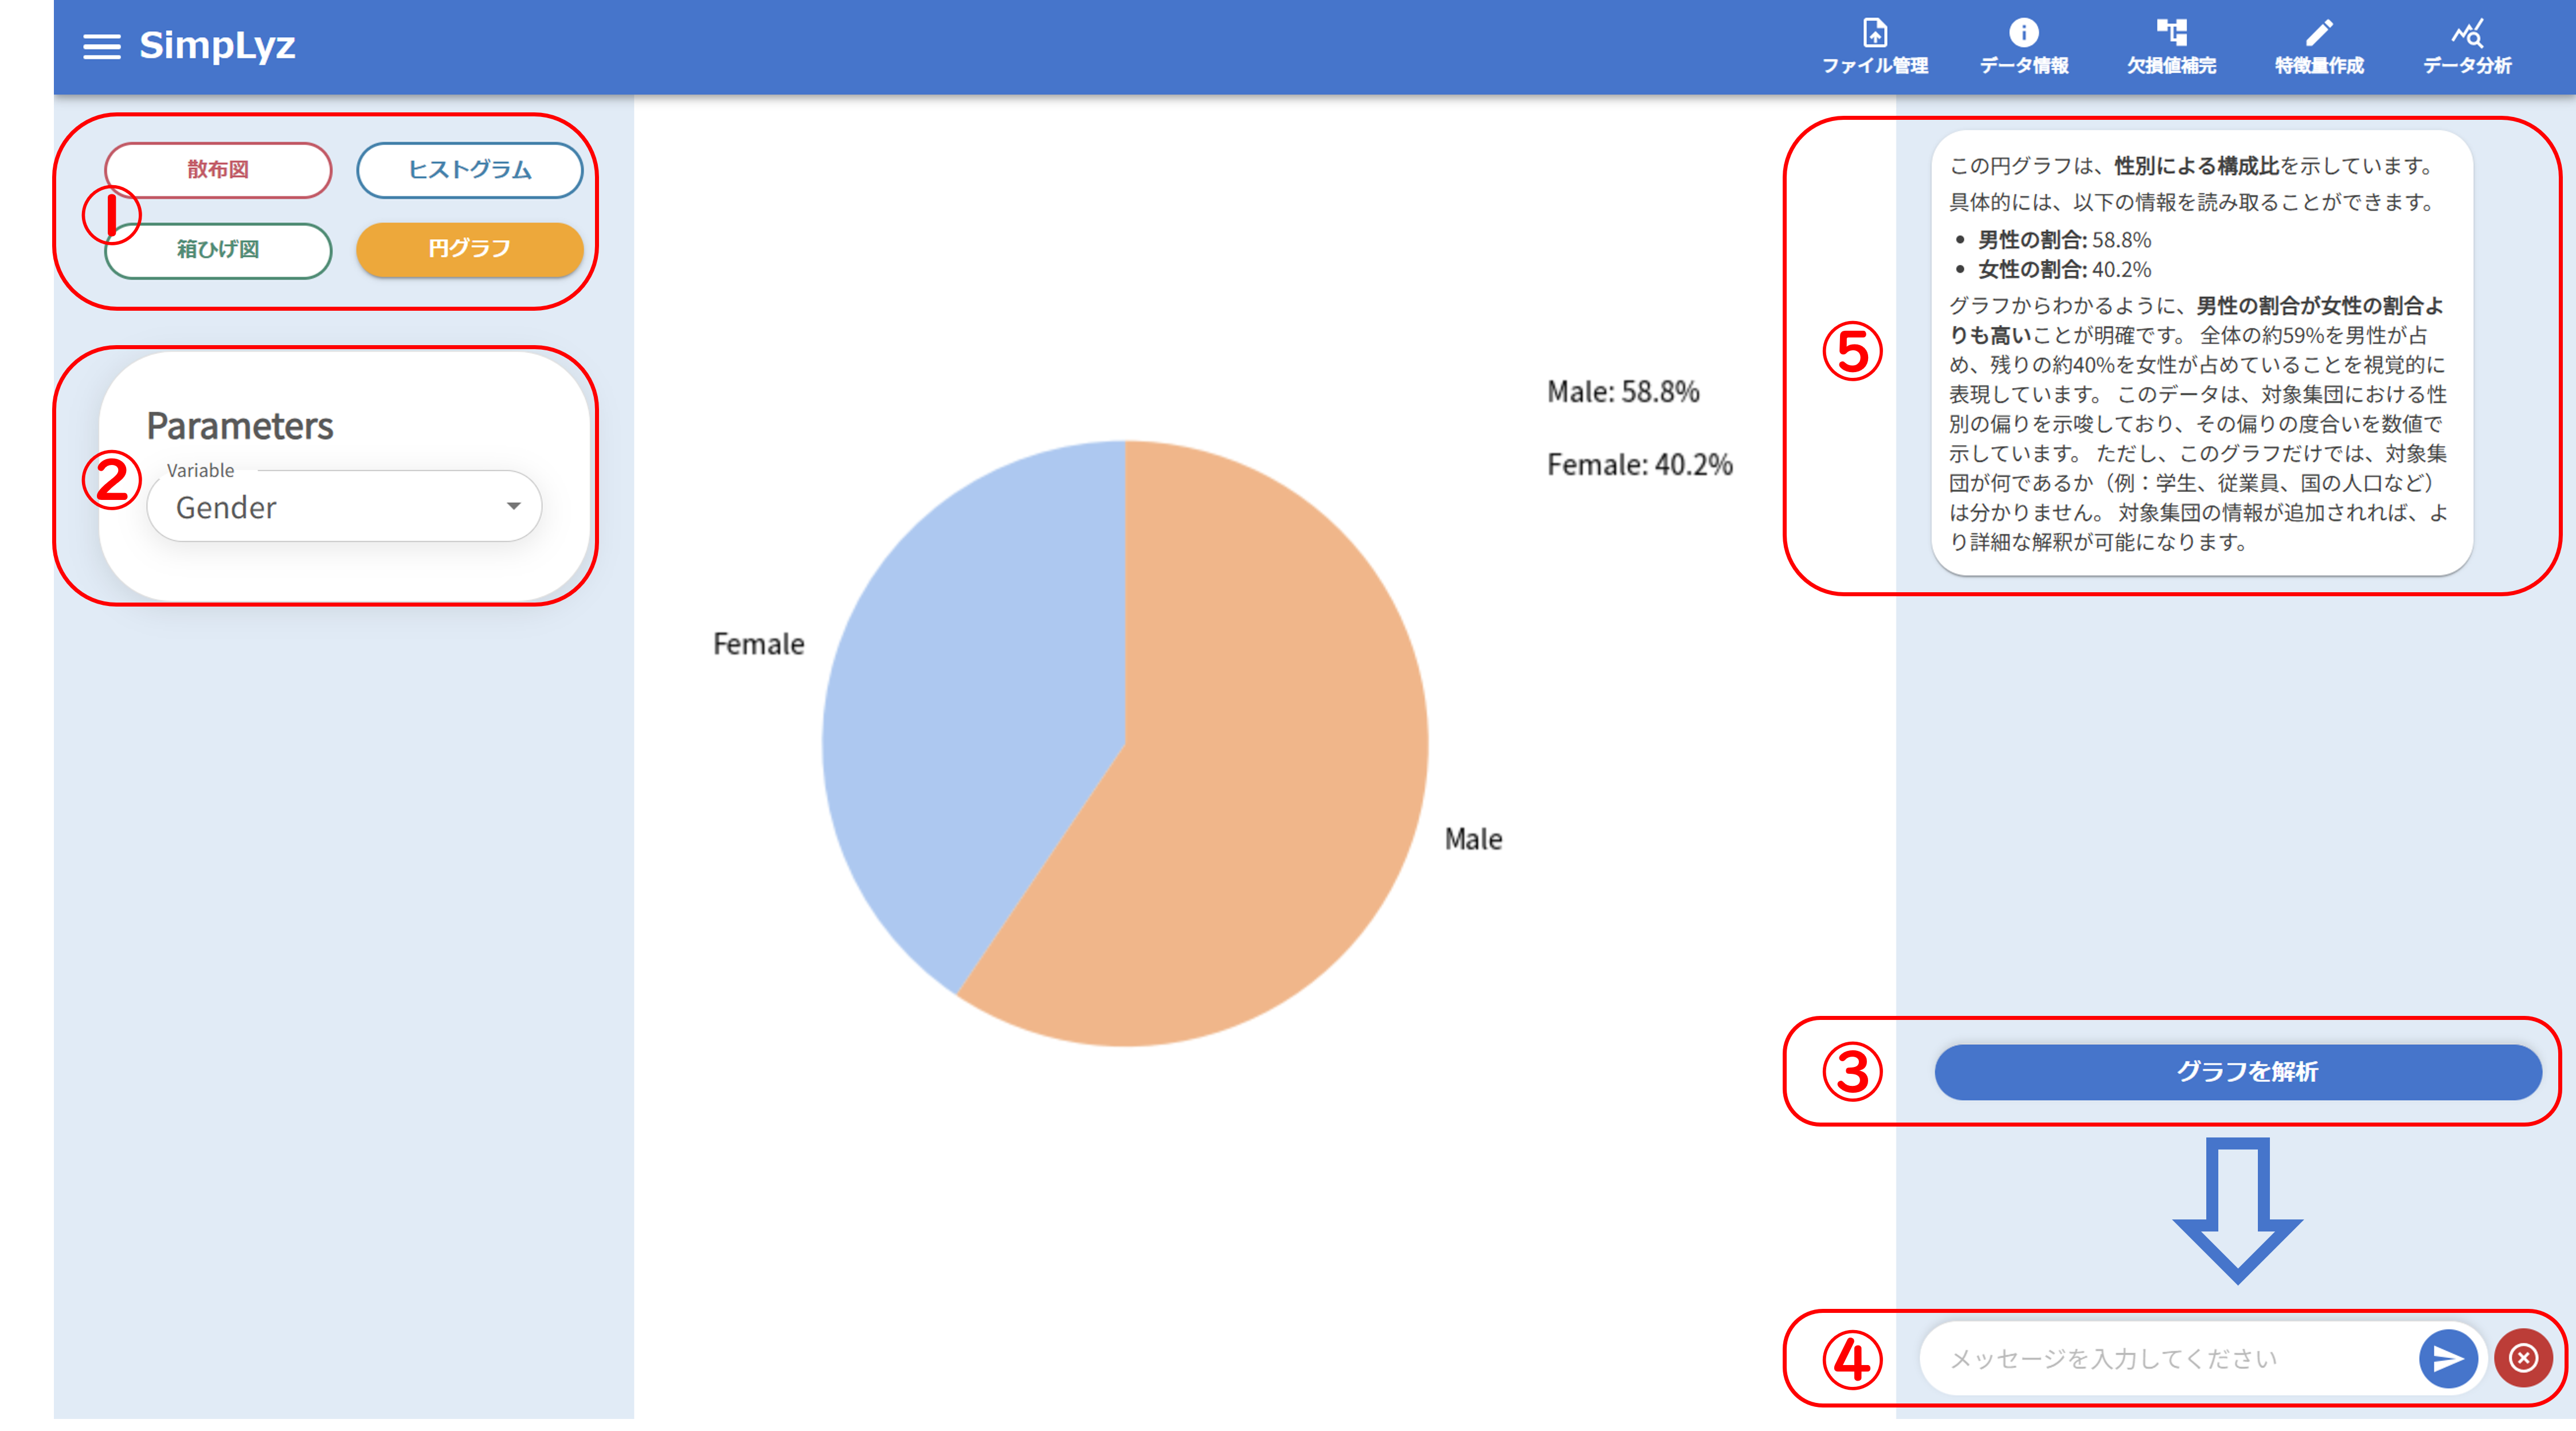 SimpLyz
ファイル管理
データ情報
欠損値補完
特徴量作成
データ分析
①
散布図
ヒストグラム
箱ひげ図
円グラフ
②
Parameters
Variable
Gender
Male: 58.8%
Female: 40.2%
Female
Male
⑤
この円グラフは、性別による構成比を示しています。
具体的には、以下の情報を読み取ることができます。
• 男性の割合: 58.8%
• 女性の割合: 40.2%
グラフからわかるように、男性の割合が女性の割合よ
りも高いことが明確です。 全体の約59%を男性が占
め、残りの約40%を女性が占めていることを視覚的に
表現しています。 このデータは、対象集団における性
別の偏りを示唆しており、その偏りの度合いを数値で
示しています。 ただし、このグラフだけでは、対象集
団が何であるか（例：学生、従業員、国の人口など）
は分かりません。 対象集団の情報が追加されれば、よ
り詳細な解釈が可能になります。
③
グラフを解析
④
メッセージを入力してください